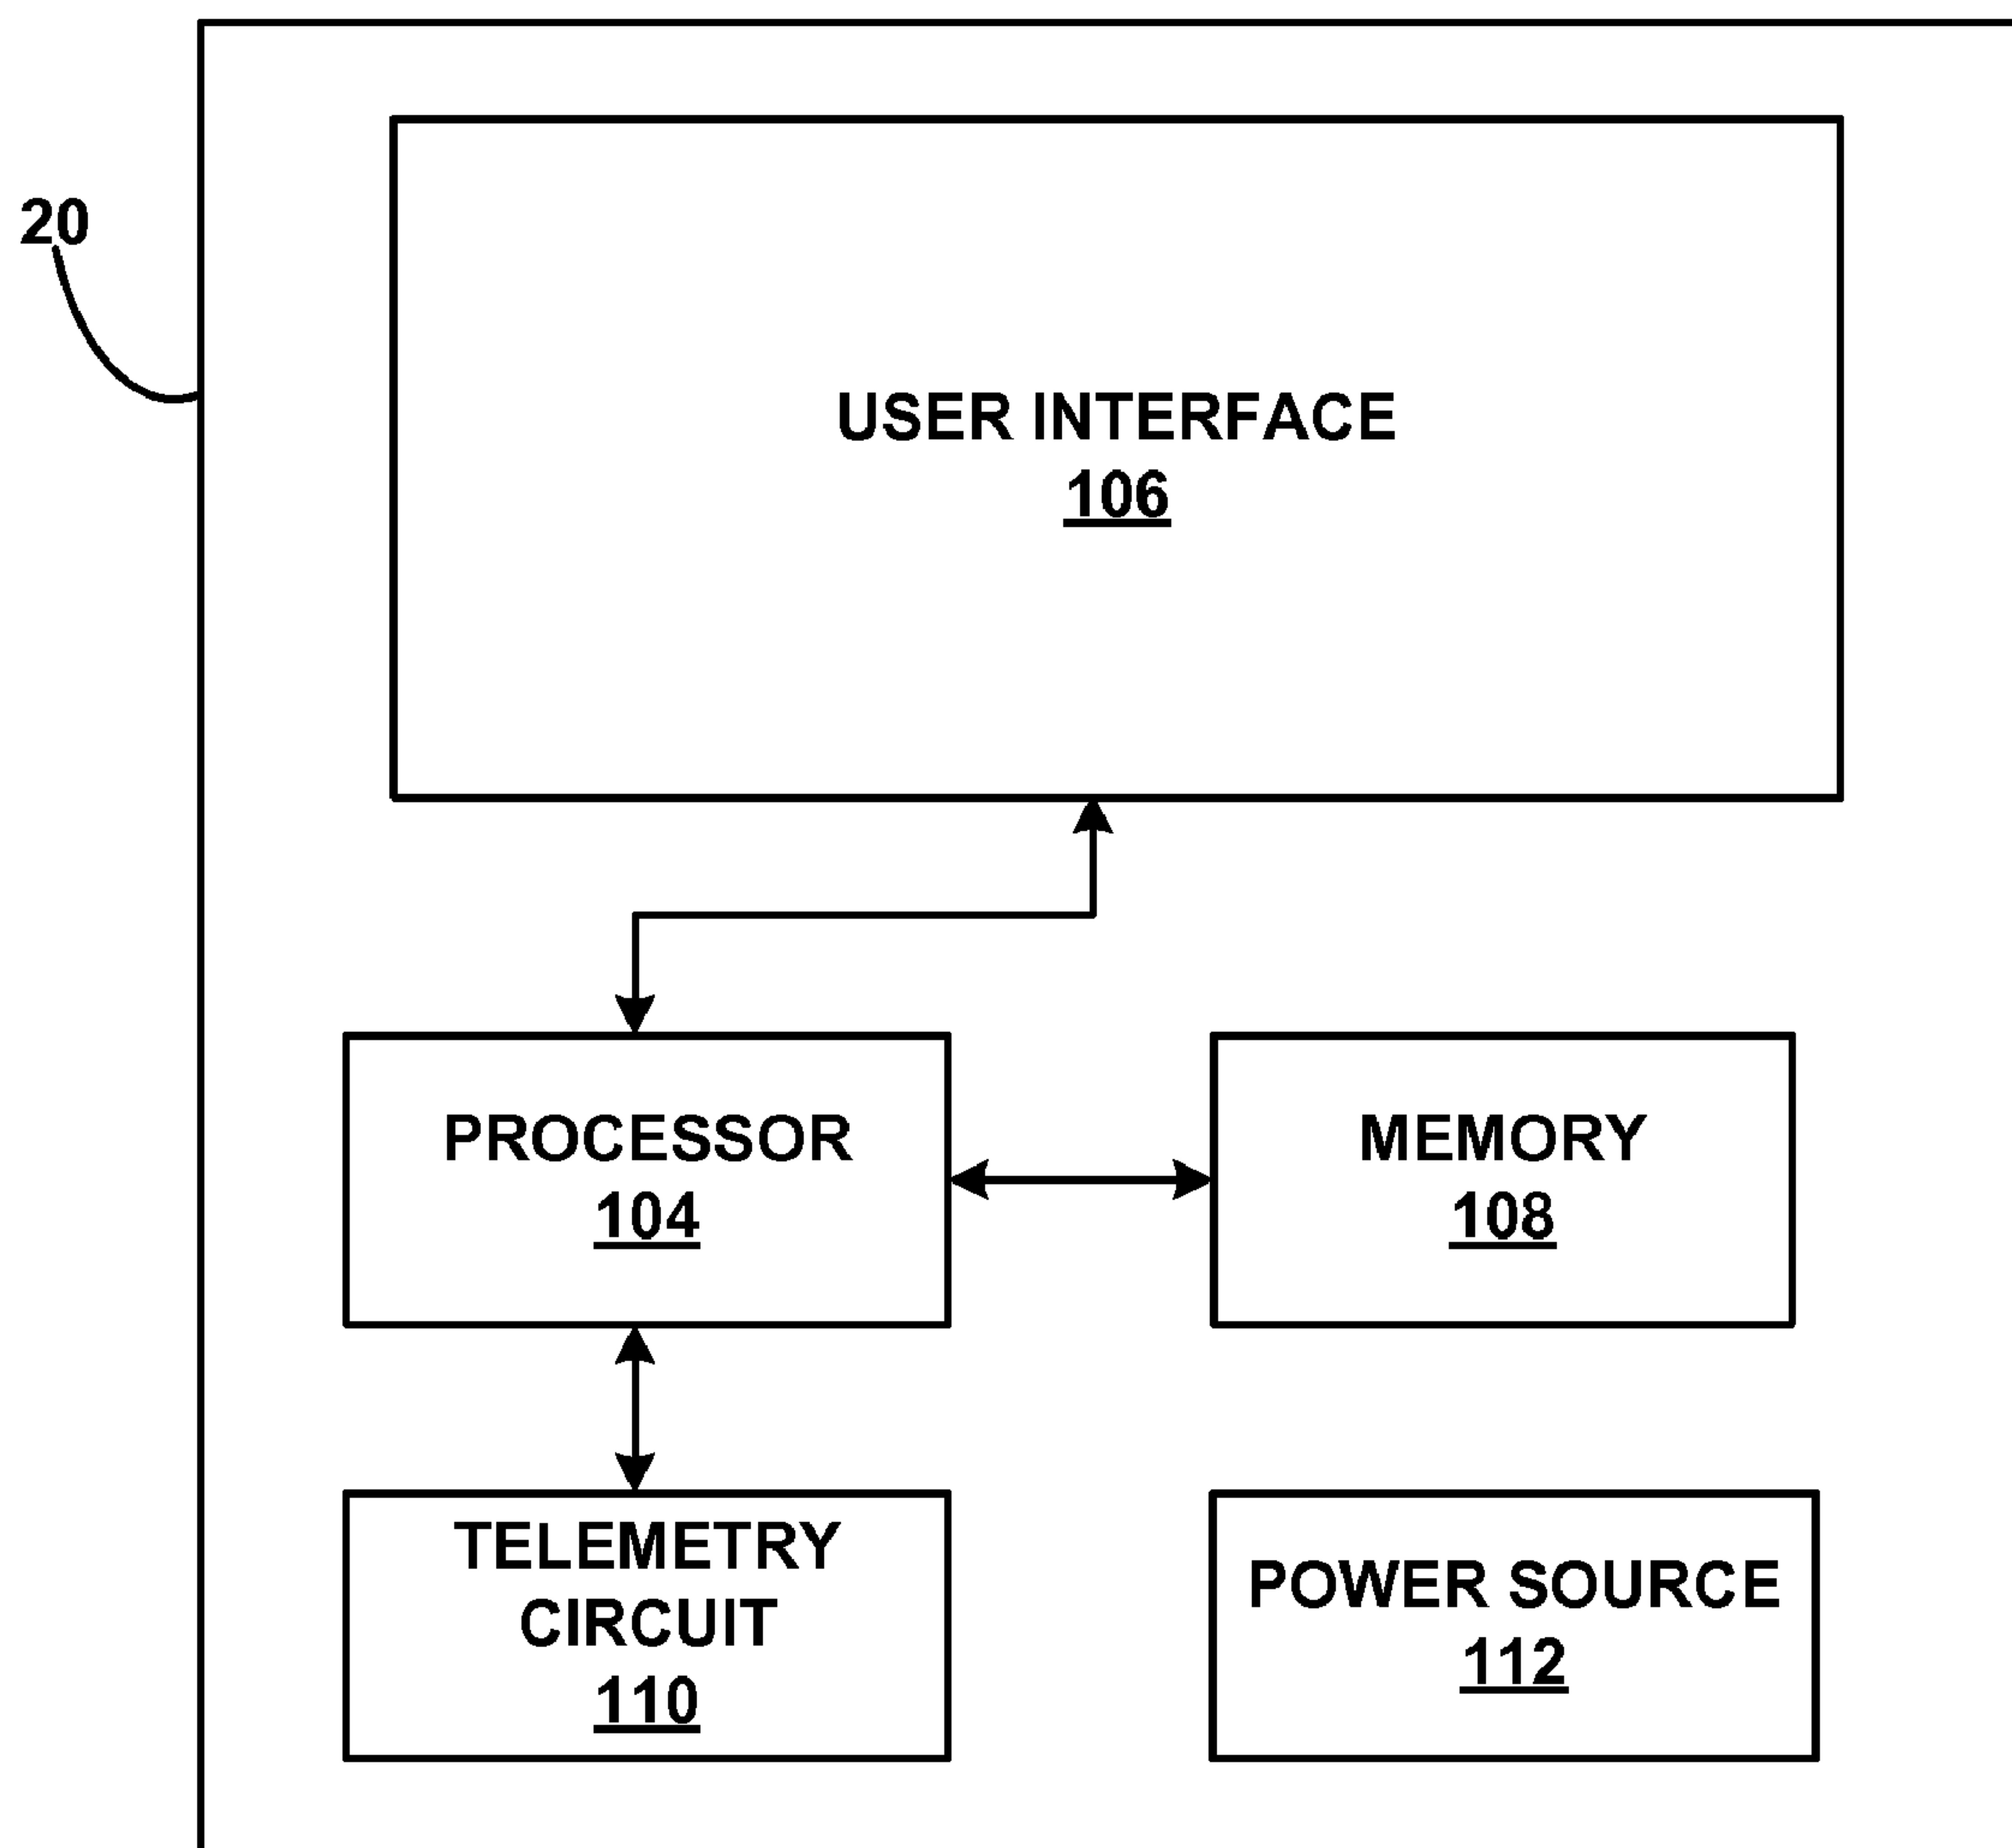 20
USER INTERFACE
106
PROCESSOR
104
MEMORY
108
TELEMETRY
CIRCUIT
110
POWER SOURCE
112